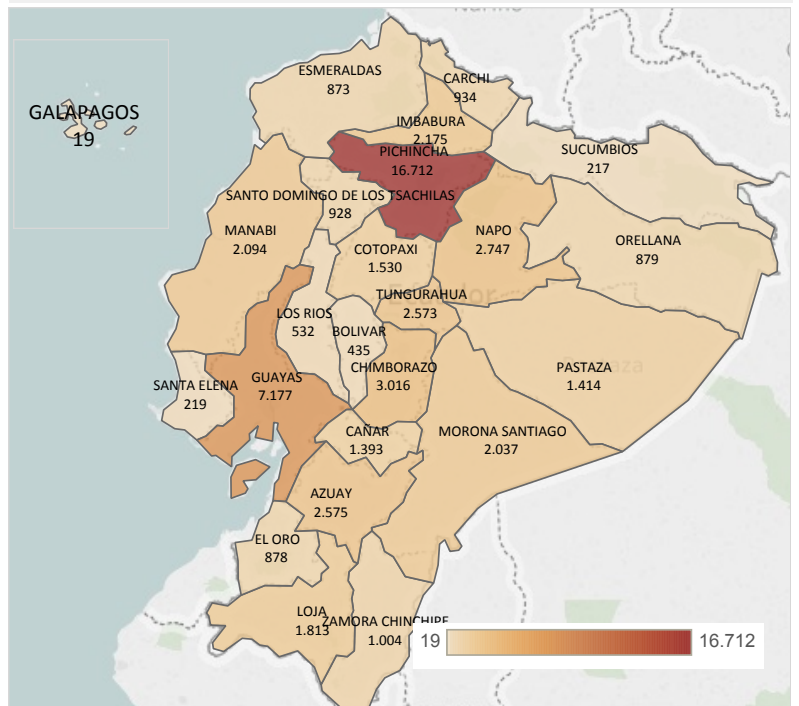 ESMERALDAS
873
CARCHI
934
GALAPAGOS
19
IMBABURA
2.175
PICHINCHA
16.712
SUCUMBIOS
217
SANTO DOMINGO DE LOS TSACHILAS
928
MANABI
2.094
NAPO
2.747
ORELLANA
879
COTOPAXI
1.530
TUNGURAHUA
2.573
LOS RIOS
532
BOLIVAR
435
CHIMBORAZO
3.016
PASTAZA
1.414
SANTA ELENA
219
GUAYAS
7.177
CAÑAR
1.393
MORONA SANTIAGO
2.037
AZUAY
2.575
EL ORO
878
LOJA
1.813
ZAMORA CHINCHIPE
1.004
19
16.712